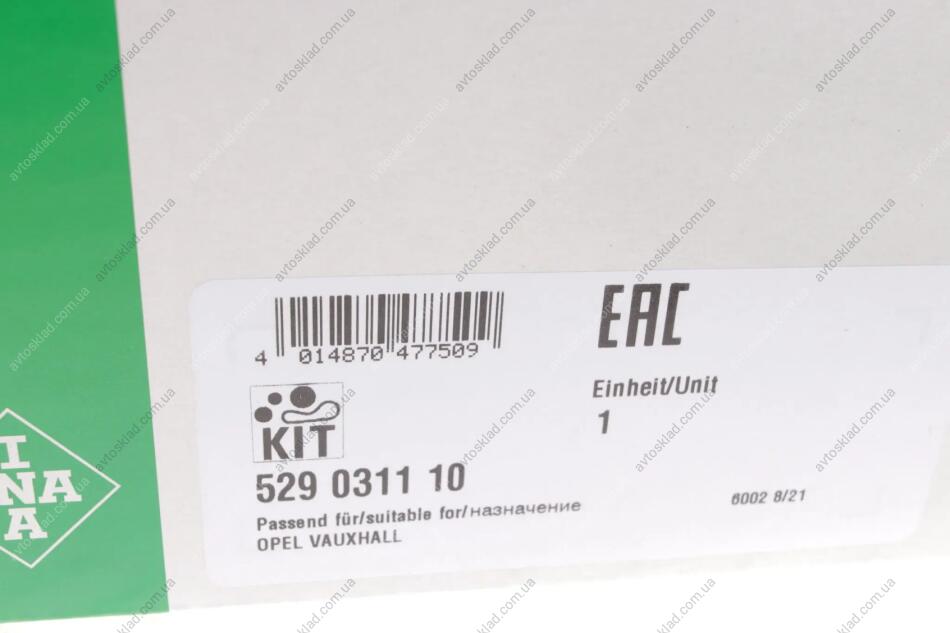 4 014870 477509
EAC
KIT
Einheit/Unit
1
529 0311 10
Passend für/suitable for/назначение
OPEL VAUXHALL
6002 8/21
I
NA
A
avtosklad.com.ua